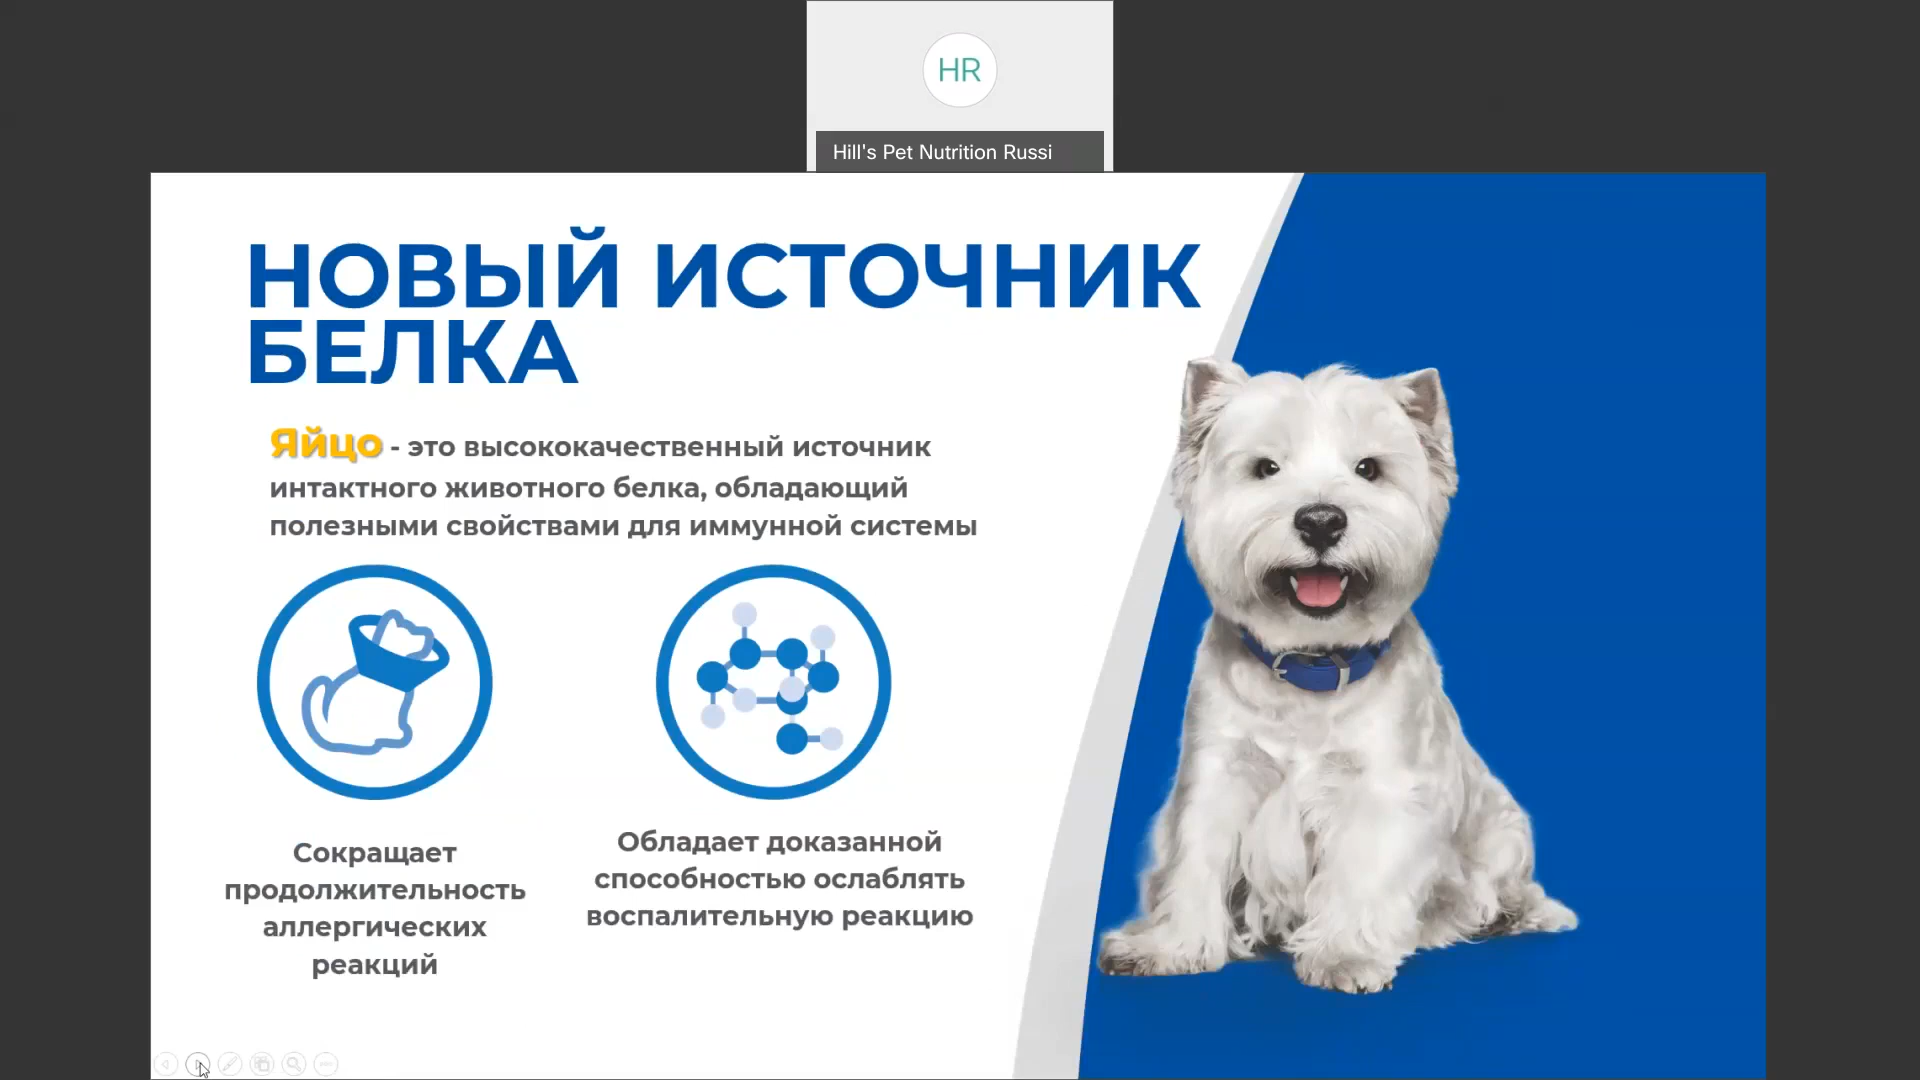 HR
Hill's Pet Nutrition Russi
НОВЫЙ ИСТОЧНИК
БЕЛКА
Яйцо - это высококачественный источник
интактного животного белка, обладающий
полезными свойствами для иммунной системы
Сокращает
продолжительность
аллергических
реакций
Обладает доказанной
способностью ослаблять
воспалительную реакцию